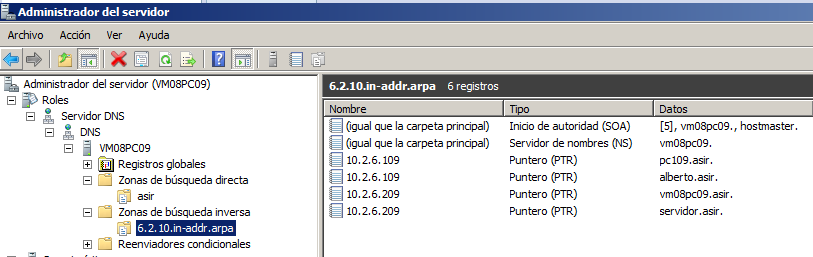 Administrador del servidor
Archivo Acción Ver Ayuda
Administrador del servidor (VM08PC09)
Roles
Servidor DNS
DNS
VM08PC09
Registros globales
Zonas de búsqueda directa
asir
Zonas de búsqueda inversa
6.2.10.in-addr.arpa
Reenviadores condicionales
6.2.10.in-addr.arpa 6 registros
Nombre Tipo Datos
(igual que la carpeta principal) Inicio de autoridad (SOA) [5], vm08pc09., hostmaster.
(igual que la carpeta principal) Servidor de nombres (NS) vm08pc09.
10.2.6.109 Puntero (PTR) pc109.asir.
10.2.6.109 Puntero (PTR) alberto.asir.
10.2.6.209 Puntero (PTR) vm08pc09.asir.
10.2.6.209 Puntero (PTR) servidor.asir.